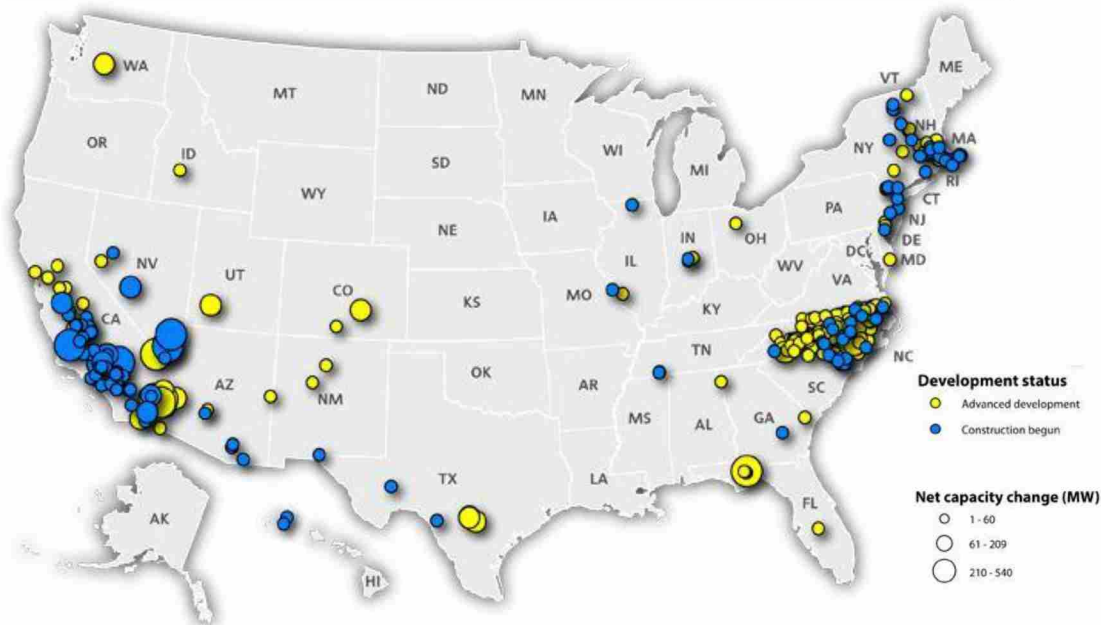 WA
MT
ND
MN
VT
ME
OR
ID
SD
WI
MI
NY
NH
MA
WY
RI
CT
NE
IA
PA
NJ
NV
UT
IN
OH
DE
DC
MD
IL
WV
CO
KS
MO
VA
CA
KY
NC
AZ
NM
OK
AR
TN
SC
MS
AL
GA
TX
LA
FL
AK
HI
Development status
Advanced development
Construction begun
Net capacity change (MW)
1 - 60
61 - 209
210 - 540